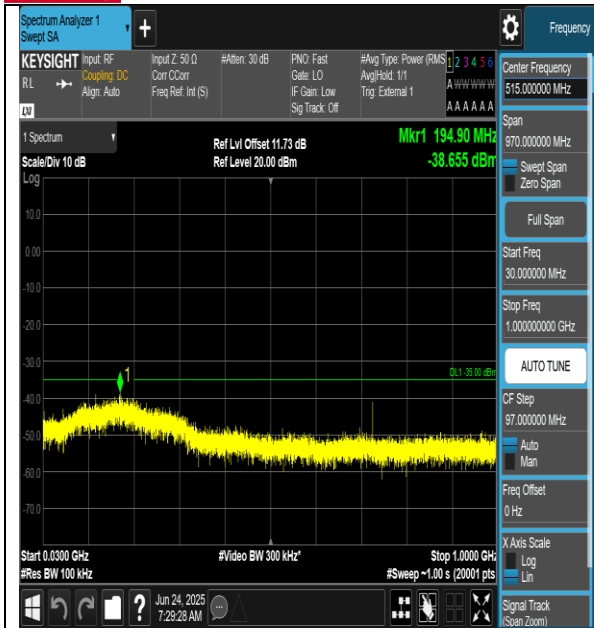 Spectrum Analyzer 1
Swept SA
+
Frequency
KEYSIGHT
RL
Input: RF
Coupling: DC
Align: Auto
Input Z: 50 Ω
Corr CCorr
Freq Ref: Int (S)
#Atten: 30 dB
PNO: Fast
Gate: LO
IF Gain: Low
Sig Track: Off
#Avg Type: Power (RMS
Avg|Hold: 1/1
Trig: External 1
1 2 3 4 5 6
A W W W W W
A A A A A A
1 Spectrum
Scale/Div 10 dB
Log
Ref Lvl Offset 11.73 dB
Ref Level 20.00 dBm
Mkr1 194.90 MHz
-38.655 dBm
10.0
0.00
-10.0
-20.0
-30.0
-40.0
-50.0
-60.0
-70.0
1
DL1 -35.00 dBm
Start 0.0300 GHz
#Res BW 100 kHz
#Video BW 300 kHz*
Stop 1.0000 GHz
#Sweep ~1.00 s (20001 pts
Center Frequency
515.000000 MHz
Span
970.000000 MHz
Swept Span
Zero Span
Full Span
Start Freq
30.000000 MHz
Stop Freq
1.000000000 GHz
AUTO TUNE
CF Step
97.000000 MHz
Auto
Man
Freq Offset
0 Hz
X Axis Scale
Log
Lin
Signal Track
(Span Zoom)
?
Jun 24, 2025
7:29:28 AM